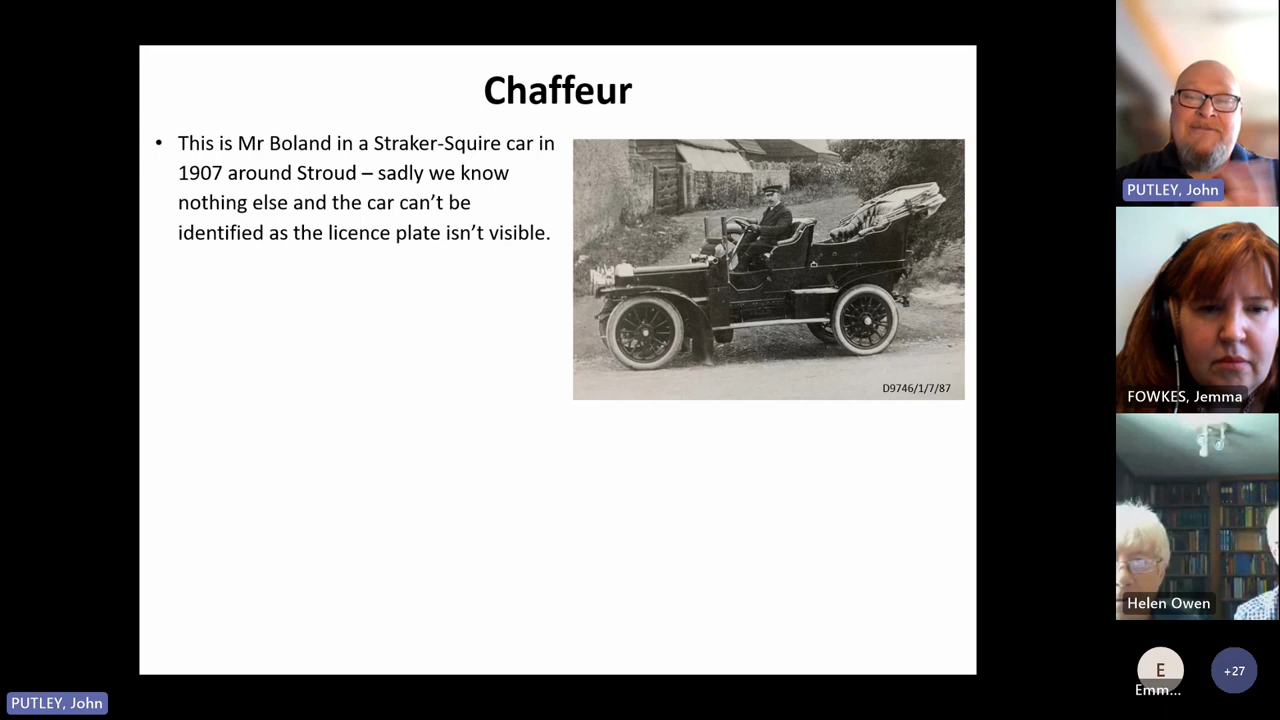 Chaffeur
• This is Mr Boland in a Straker-Squire car in
1907 around Stroud – sadly we know
nothing else and the car can’t be
identified as the licence plate isn’t visible.
D9746/1/7/87
PUTLEY, John
FOWKES, Jemma
Helen Owen
E
Emm...
+27
PUTLEY, John